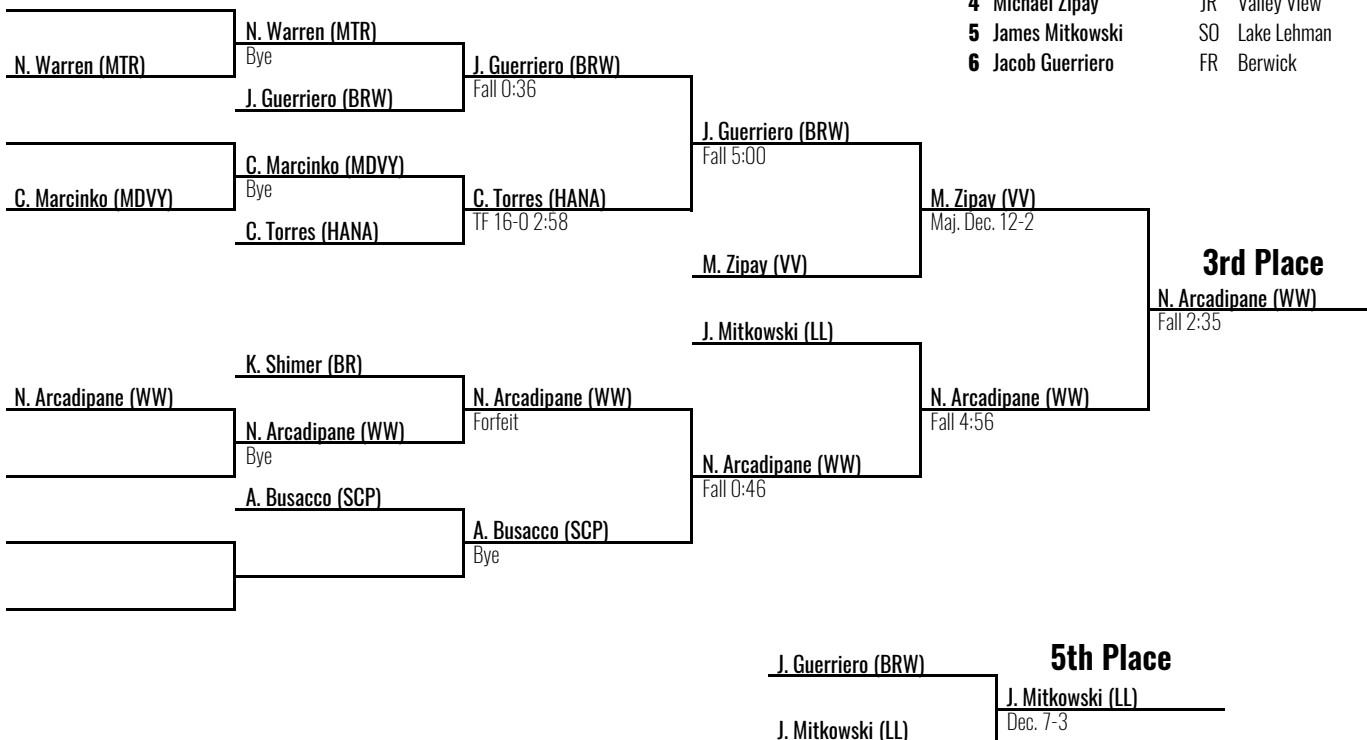 4 Michael Zipay JR Valley View
N. Warren (MTR)
5 James Mitkowski SO Lake Lehman
Bye
N. Warren (MTR)
J. Guerriero (BRW)
6 Jacob Guerriero FR Berwick
Fall 0:36
J. Guerriero (BRW)
J. Guerriero (BRW)
Fall 5:00
C. Marcinko (MDVY)
Bye
C. Marcinko (MDVY)
C. Torres (HANA)
M. Zipay (VV)
TF 16-0 2:58
Maj. Dec. 12-2
C. Torres (HANA)
M. Zipay (VV)
3rd Place
N. Arcadipane (WW)
Fall 2:35
J. Mitkowski (LL)
K. Shimer (BR)
N. Arcadipane (WW)
N. Arcadipane (WW)
N. Arcadipane (WW)
Forfeit
Fall 4:56
N. Arcadipane (WW)
Bye
N. Arcadipane (WW)
Fall 0:46
A. Busacco (SCP)
A. Busacco (SCP)
Bye
5th Place
J. Guerriero (BRW)
J. Mitkowski (LL)
Dec. 7-3
J. Mitkowski (LL)